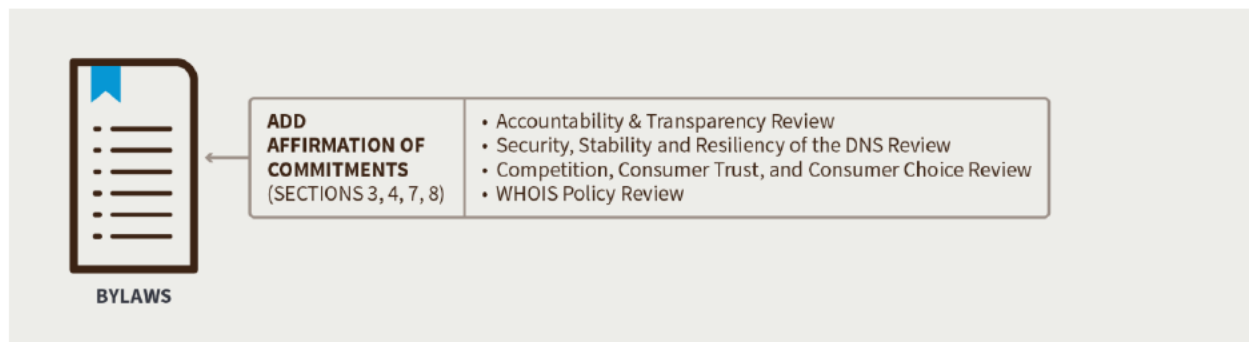 ADD
AFFIRMATION OF
COMMITMENTS
(SECTIONS 3, 4, 7, 8)
• Accountability & Transparency Review
• Security, Stability and Resiliency of the DNS Review
• Competition, Consumer Trust, and Consumer Choice Review
• WHOIS Policy Review
BYLAWS